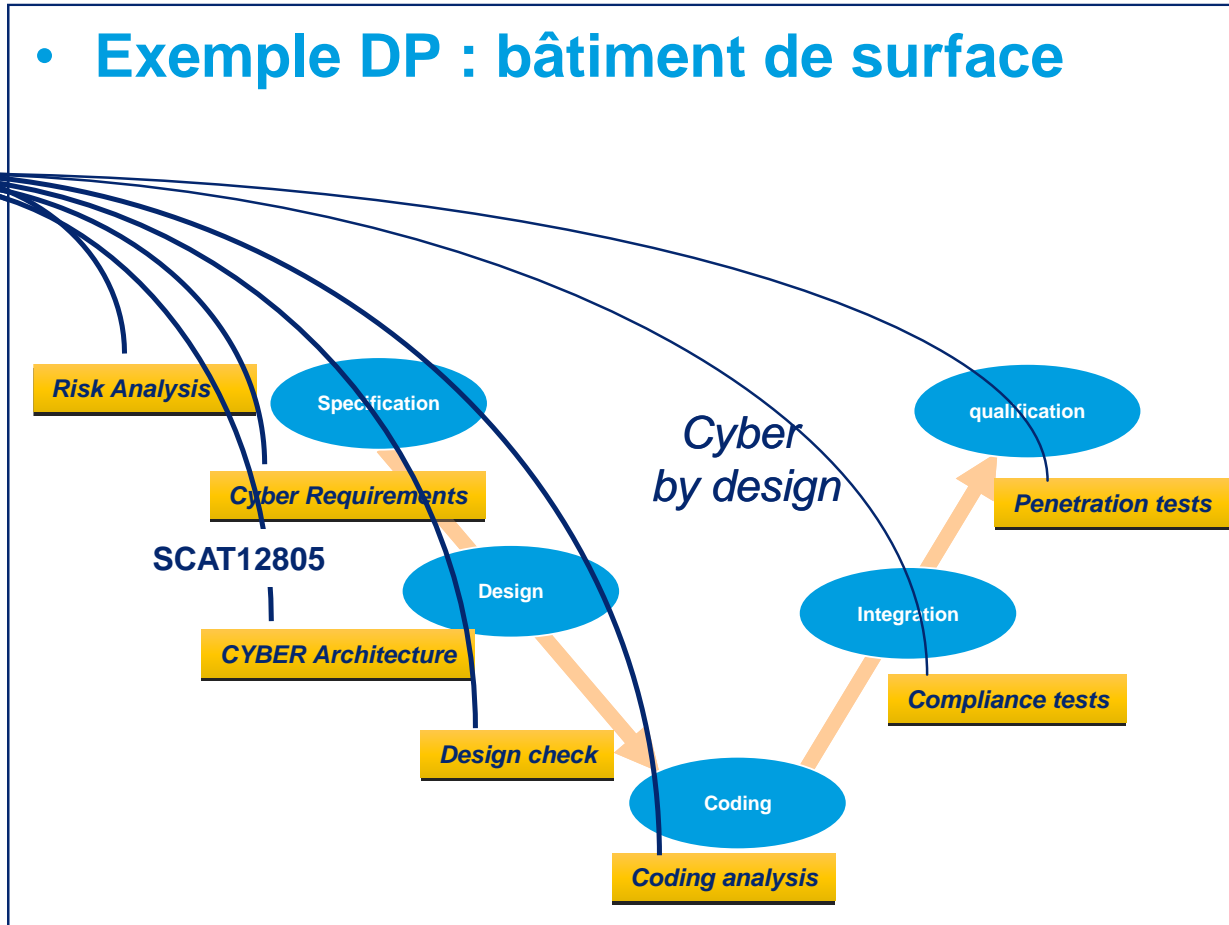 • Exemple DP : bâtiment de surface
Risk Analysis
Specification
Cyber Requirements
SCAT12805
Design
CYBER Architecture
Design check
Coding
Coding analysis
Cyber
by design
qualification
Penetration tests
Integration
Compliance tests